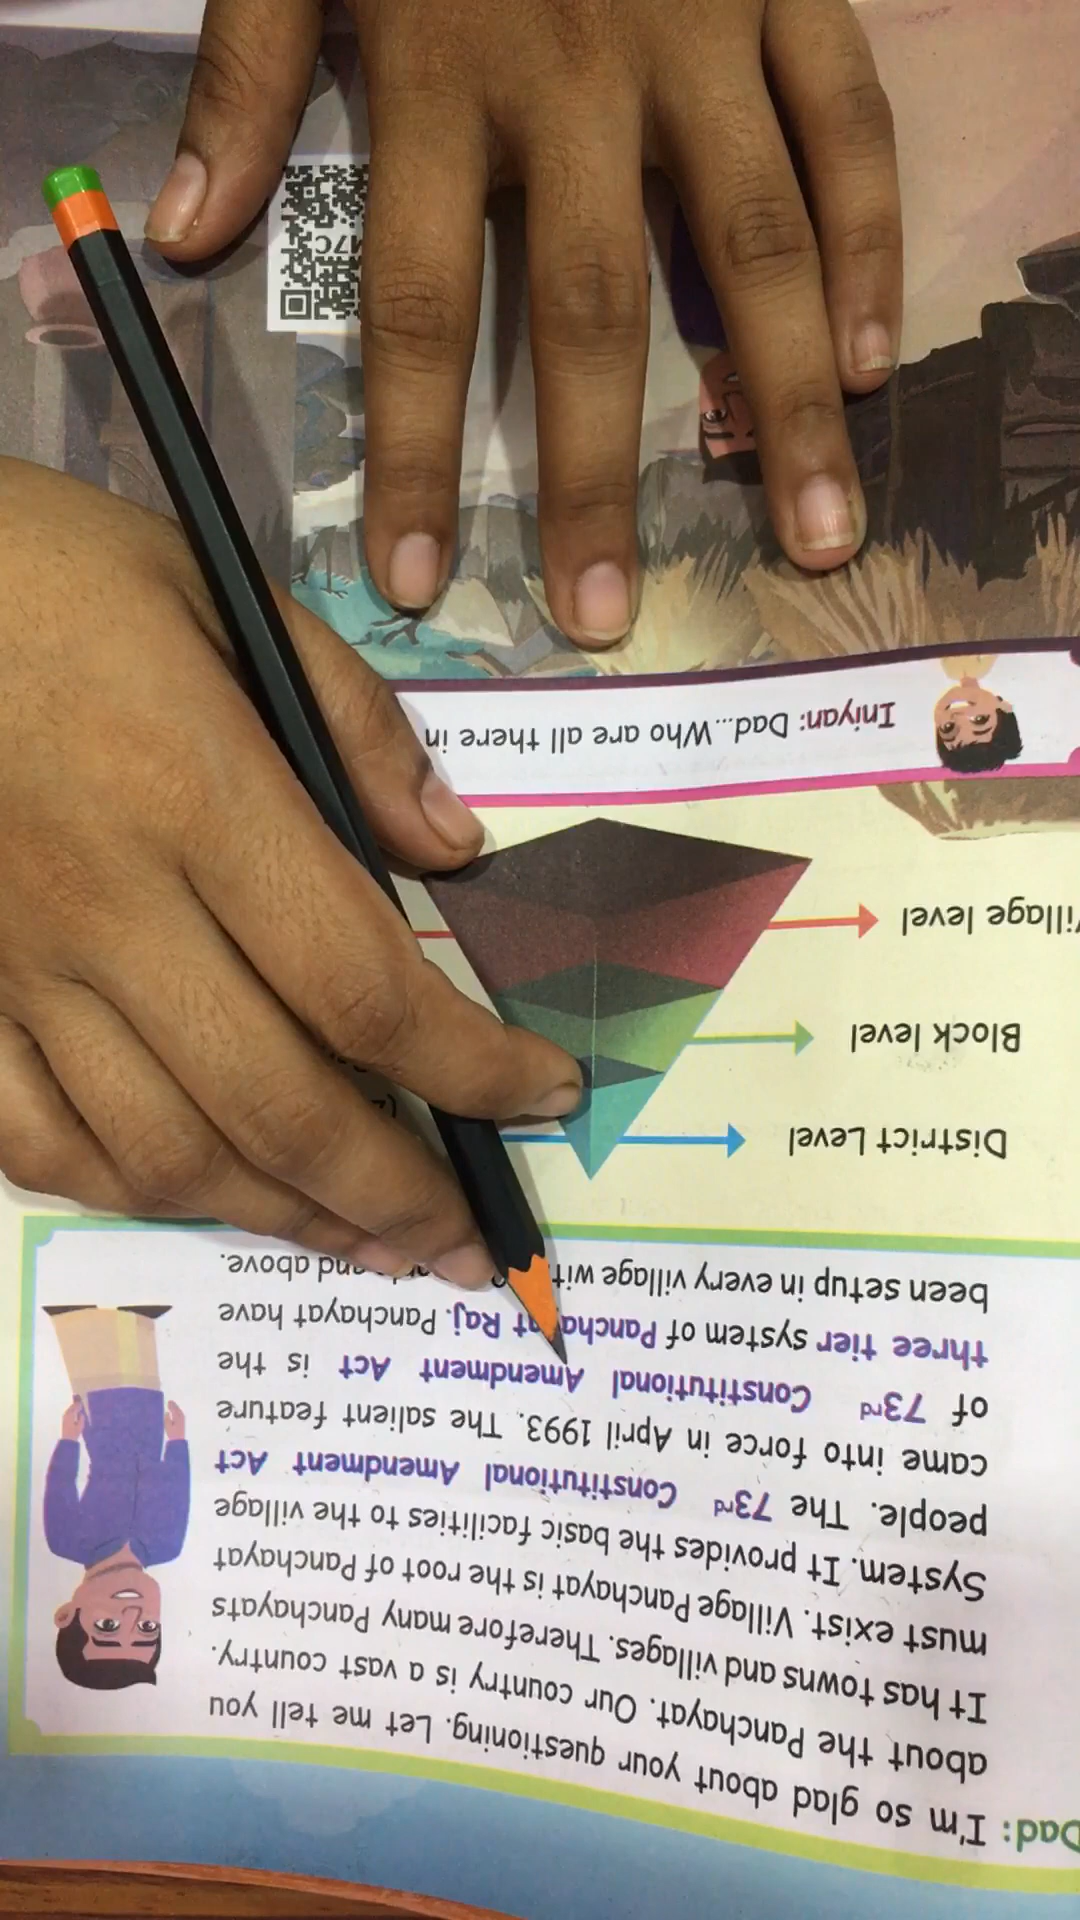 Dad: I'm so glad about your questioning. Let me tell you
about the Panchayat. Our country is a vast country.
It has towns and villages. Therefore many Panchayats
must exist. Village Panchayat is the root of Panchayat
System. It provides the basic facilities to the village
people. The 73rd Constitutional Amendment Act
came into force in April 1993. The salient feature
of 73rd Constitutional Amendment Act is the
three tier system of Panchayat Raj. Panchayat have
been setup in every village and above.
District Level
Block level
Village level
Iniyan: Dad...Who are all there in
M7C